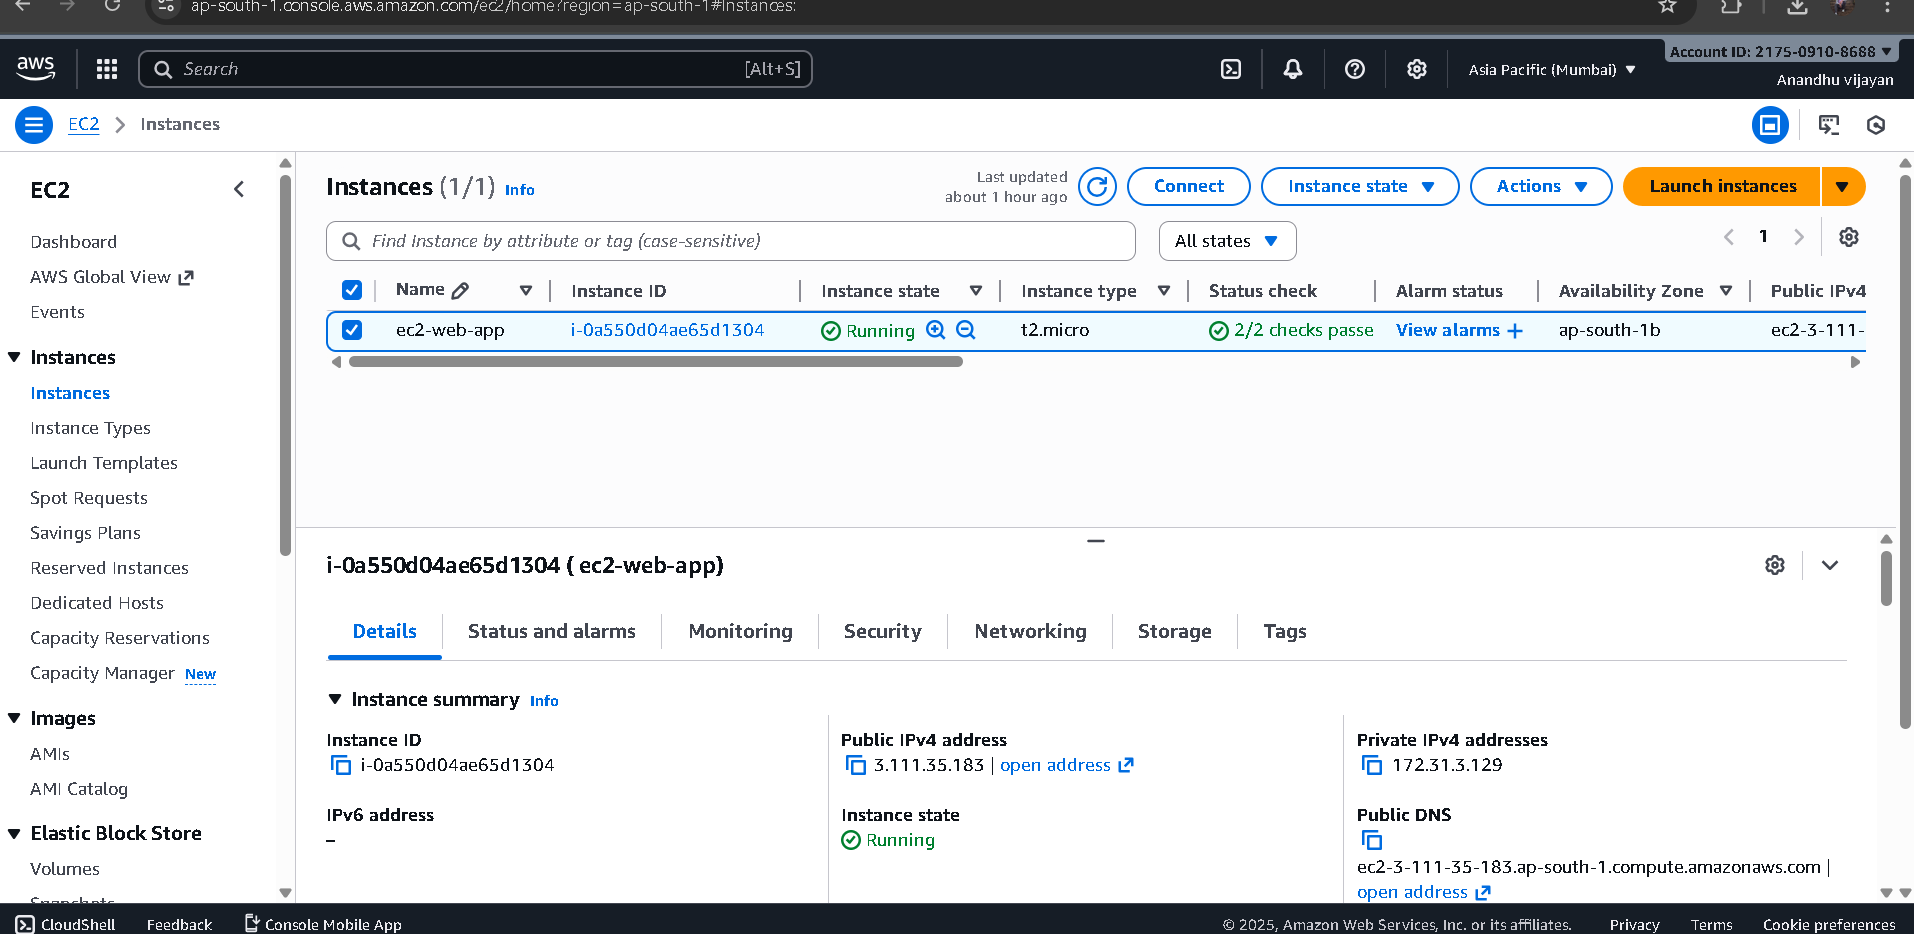 ap-south-1.console.aws.amazon.com/ec2/home?region=ap-south-1#Instances:
aws
Search [Alt+S]
Asia Pacific (Mumbai)
Account ID: 2175-0910-8688
Anandhu vijayan
EC2 Instances
EC2
Dashboard
AWS Global View
Events
Instances
Instances
Instance Types
Launch Templates
Spot Requests
Savings Plans
Reserved Instances
Dedicated Hosts
Capacity Reservations
Capacity Manager New
Images
AMIs
AMI Catalog
Elastic Block Store
Volumes
Snapshots
Instances (1/1) Info
Last updated
about 1 hour ago
Connect
Instance state
Actions
Launch instances
Find Instance by attribute or tag (case-sensitive)
All states
1
Name Instance ID Instance state Instance type Status check Alarm status Availability Zone Public IPv4
ec2-web-app i-0a550d04ae65d1304 Running t2.micro 2/2 checks passe View alarms + ap-south-1b ec2-3-111-
i-0a550d04ae65d1304 ( ec2-web-app)
Details Status and alarms Monitoring Security Networking Storage Tags
Instance summary Info
Instance ID
i-0a550d04ae65d1304
IPv6 address
–
Public IPv4 address
3.111.35.183 | open address
Instance state
Running
Private IPv4 addresses
172.31.3.129
Public DNS
ec2-3-111-35-183.ap-south-1.compute.amazonaws.com |
open address
CloudShell Feedback Console Mobile App
© 2025, Amazon Web Services, Inc. or its affiliates. Privacy Terms Cookie preferences